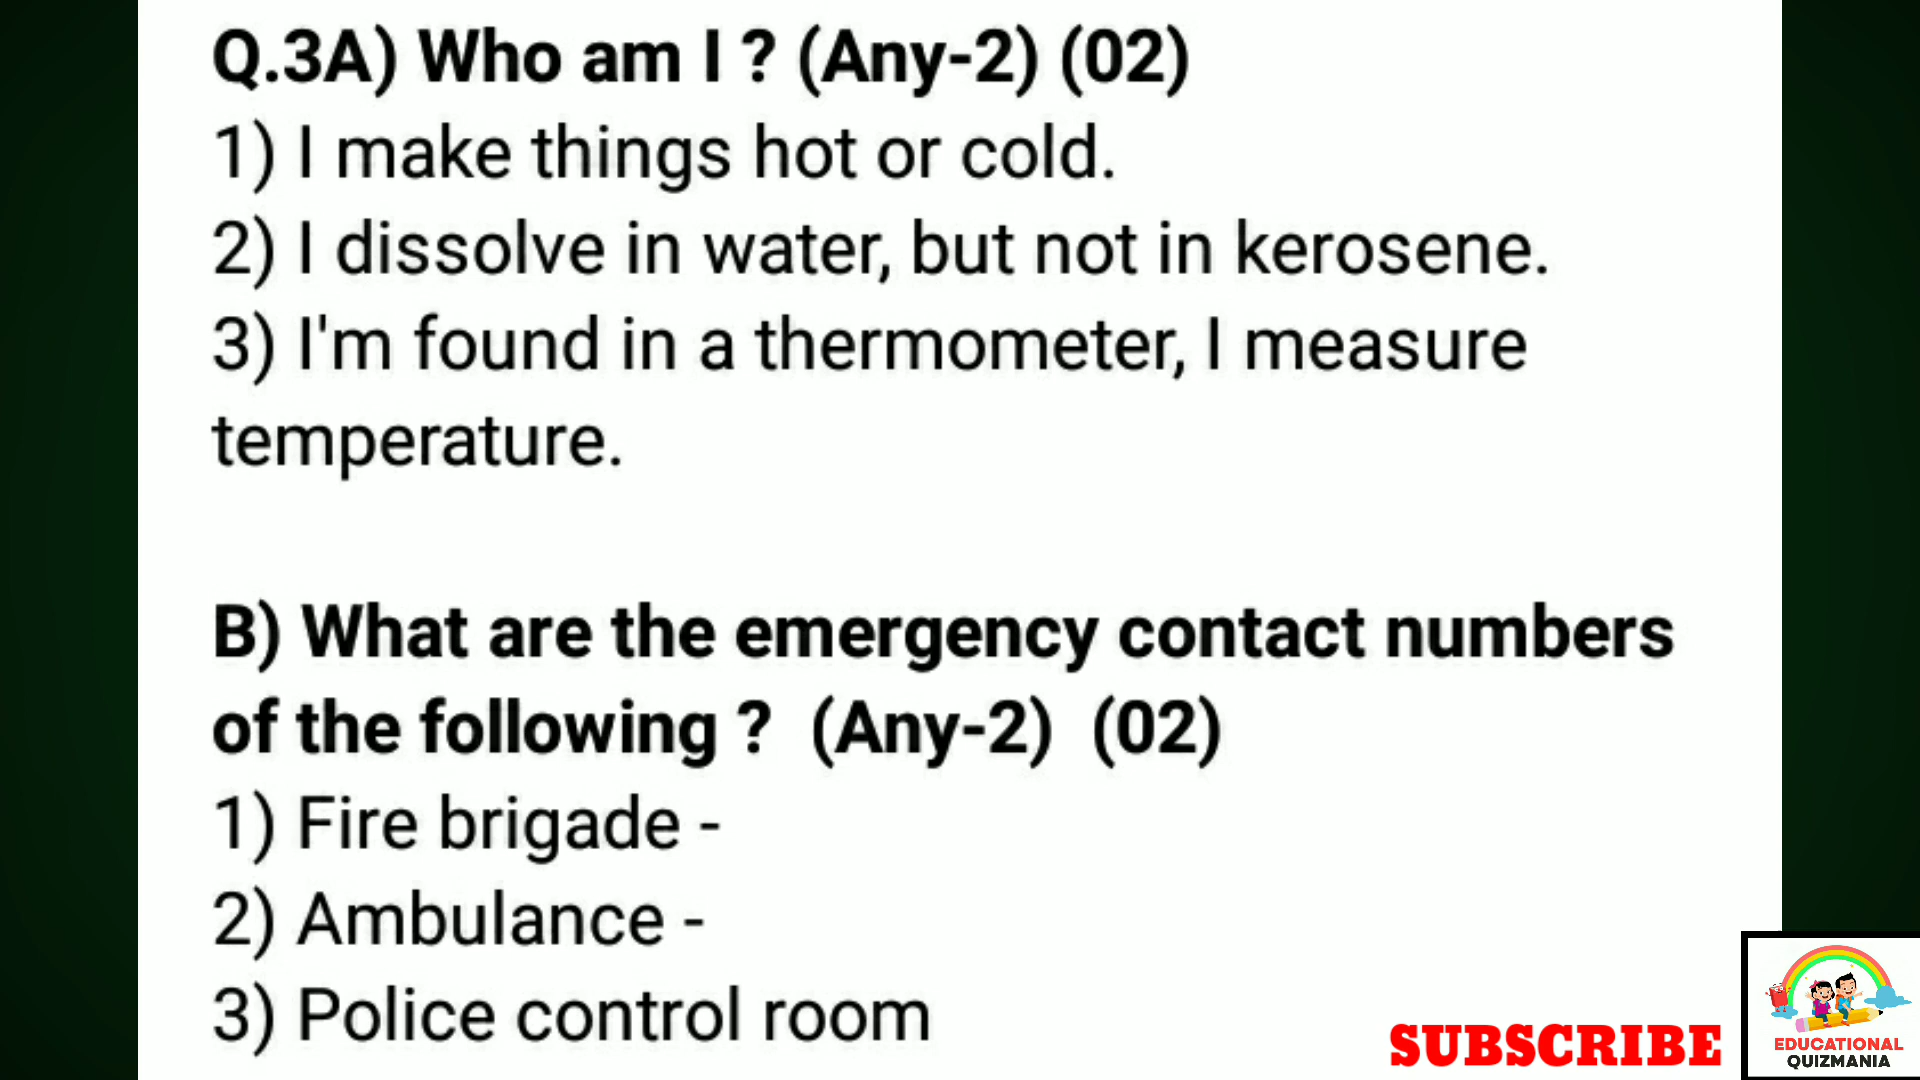 Q.3A) Who am I ? (Any-2) (02)
1) I make things hot or cold.
2) I dissolve in water, but not in kerosene.
3) I'm found in a thermometer, I measure
temperature.
B) What are the emergency contact numbers
of the following ? (Any-2) (02)
1) Fire brigade -
2) Ambulance -
3) Police control room
SUBSCRIBE
EDUCATIONAL
QUIZMANIA